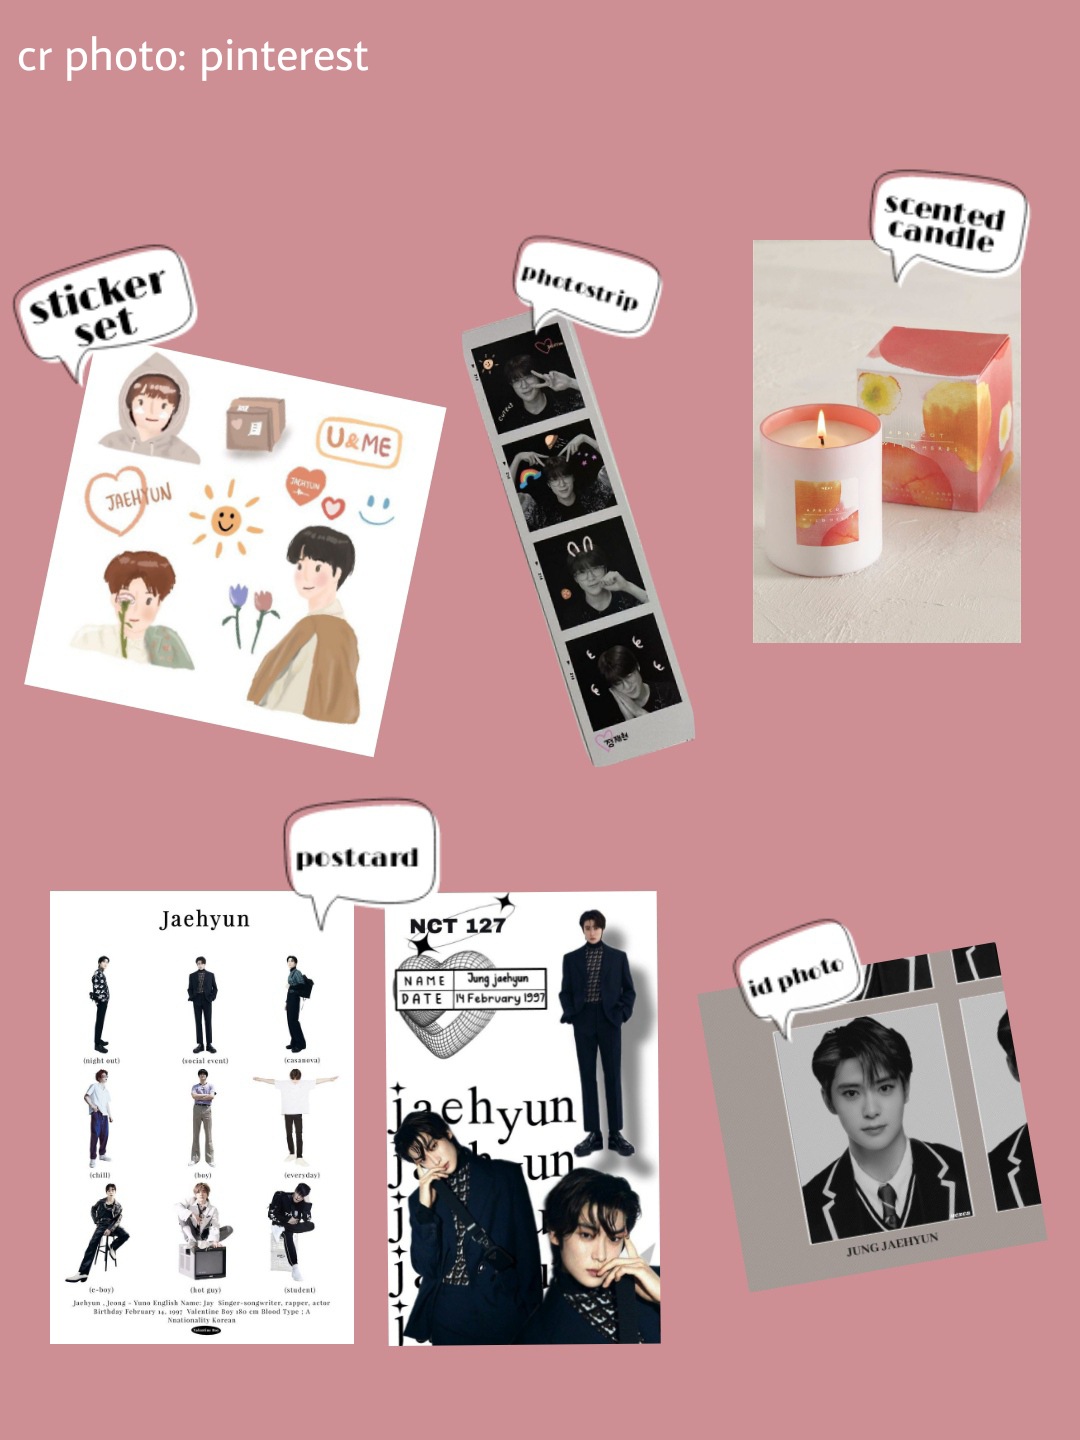 cr photo: pinterest
scented
candle
photostrip
sticker
set
U&ME
JAEHYUN
JAEHYUN
APRICOT
정재현
postcard
Jaehyun
(night out)
(social event)
(casanova)
(chill)
(boy)
(everyday)
(e-boy)
(hot guy)
(student)
Jaehyun , Jeong - Yuno English Name: Jay Singer-songwriter, rapper, actor
Birthday February 14, 1997 Valentine Boy 180 cm Blood Type ; A
Nnationality Korean
NCT 127
NAME Jung jaehyun
DATE 14 February 1997
jaehyun
id photo
JUNG JAEHYUN